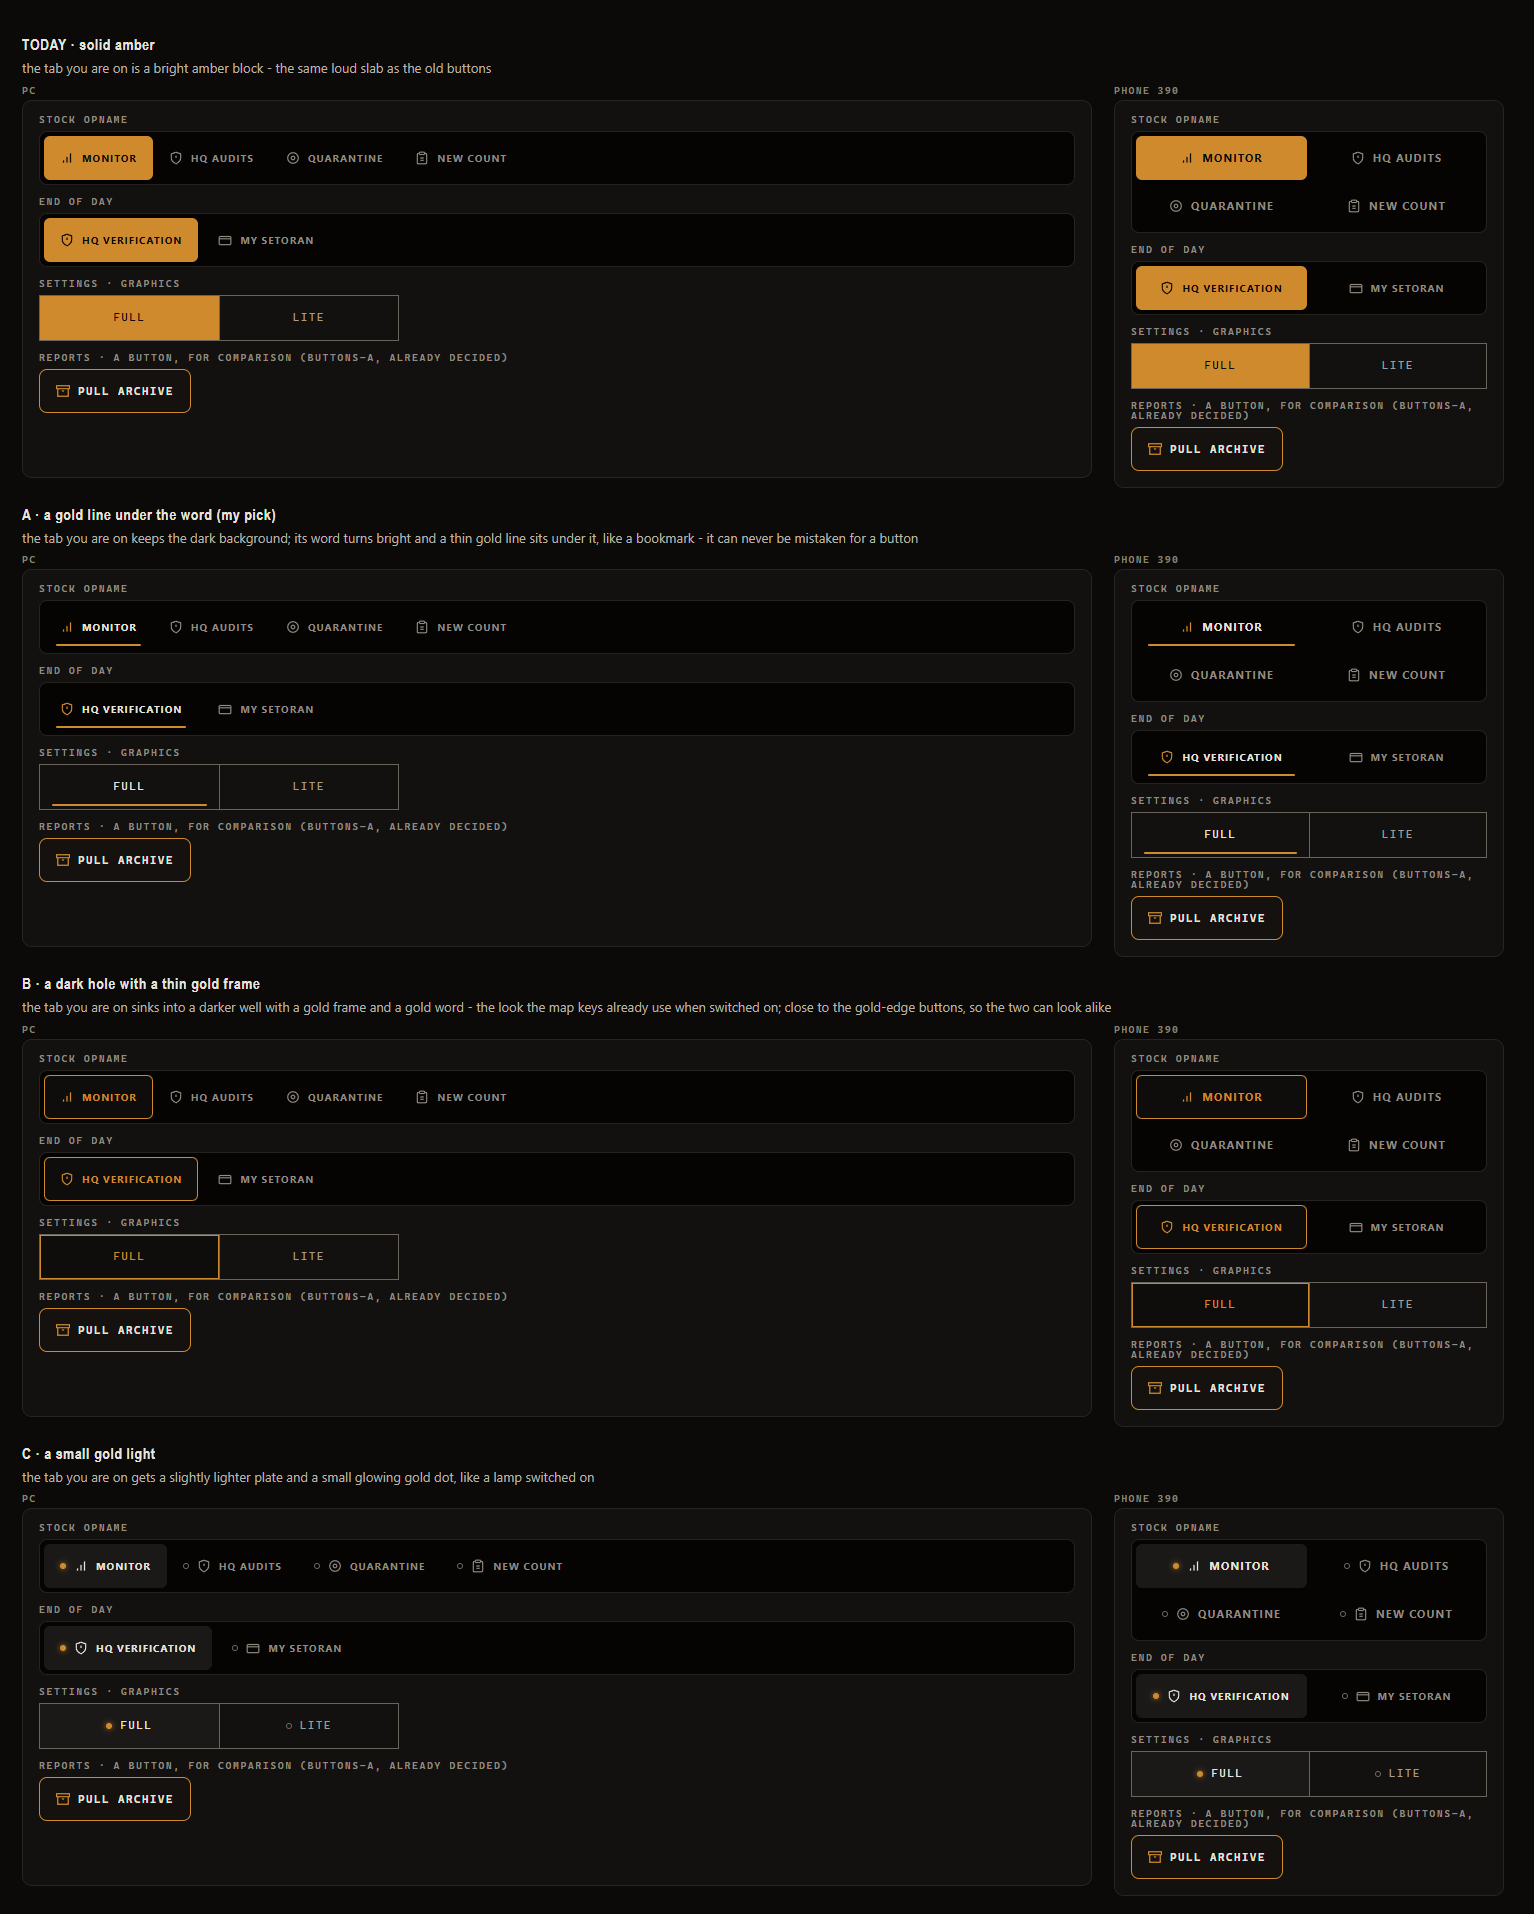 TODAY · solid amber
the tab you are on is a bright amber block - the same loud slab as the old buttons
PC
STOCK OPNAME
MONITOR HQ AUDITS QUARANTINE NEW COUNT
END OF DAY
HQ VERIFICATION MY SETORAN
SETTINGS · GRAPHICS
FULL LITE
REPORTS · A BUTTON, FOR COMPARISON (BUTTONS-A, ALREADY DECIDED)
PULL ARCHIVE
PHONE 390
STOCK OPNAME
MONITOR HQ AUDITS
QUARANTINE NEW COUNT
END OF DAY
HQ VERIFICATION MY SETORAN
SETTINGS · GRAPHICS
FULL LITE
REPORTS · A BUTTON, FOR COMPARISON (BUTTONS-A,
ALREADY DECIDED)
PULL ARCHIVE
A · a gold line under the word (my pick)
the tab you are on keeps the dark background; its word turns bright and a thin gold line sits under it, like a bookmark - it can never be mistaken for a button
PC
STOCK OPNAME
MONITOR HQ AUDITS QUARANTINE NEW COUNT
END OF DAY
HQ VERIFICATION MY SETORAN
SETTINGS · GRAPHICS
FULL LITE
REPORTS · A BUTTON, FOR COMPARISON (BUTTONS-A, ALREADY DECIDED)
PULL ARCHIVE
PHONE 390
STOCK OPNAME
MONITOR HQ AUDITS
QUARANTINE NEW COUNT
END OF DAY
HQ VERIFICATION MY SETORAN
SETTINGS · GRAPHICS
FULL LITE
REPORTS · A BUTTON, FOR COMPARISON (BUTTONS-A,
ALREADY DECIDED)
PULL ARCHIVE
B · a dark hole with a thin gold frame
the tab you are on sinks into a darker well with a gold frame and a gold word - the look the map keys already use when switched on; close to the gold-edge buttons, so the two can look alike
PC
STOCK OPNAME
MONITOR HQ AUDITS QUARANTINE NEW COUNT
END OF DAY
HQ VERIFICATION MY SETORAN
SETTINGS · GRAPHICS
FULL LITE
REPORTS · A BUTTON, FOR COMPARISON (BUTTONS-A, ALREADY DECIDED)
PULL ARCHIVE
PHONE 390
STOCK OPNAME
MONITOR HQ AUDITS
QUARANTINE NEW COUNT
END OF DAY
HQ VERIFICATION MY SETORAN
SETTINGS · GRAPHICS
FULL LITE
REPORTS · A BUTTON, FOR COMPARISON (BUTTONS-A,
ALREADY DECIDED)
PULL ARCHIVE
C · a small gold light
the tab you are on gets a slightly lighter plate and a small glowing gold dot, like a lamp switched on
PC
STOCK OPNAME
MONITOR HQ AUDITS QUARANTINE NEW COUNT
END OF DAY
HQ VERIFICATION MY SETORAN
SETTINGS · GRAPHICS
FULL LITE
REPORTS · A BUTTON, FOR COMPARISON (BUTTONS-A, ALREADY DECIDED)
PULL ARCHIVE
PHONE 390
STOCK OPNAME
MONITOR HQ AUDITS
QUARANTINE NEW COUNT
END OF DAY
HQ VERIFICATION MY SETORAN
SETTINGS · GRAPHICS
FULL LITE
REPORTS · A BUTTON, FOR COMPARISON (BUTTONS-A,
ALREADY DECIDED)
PULL ARCHIVE